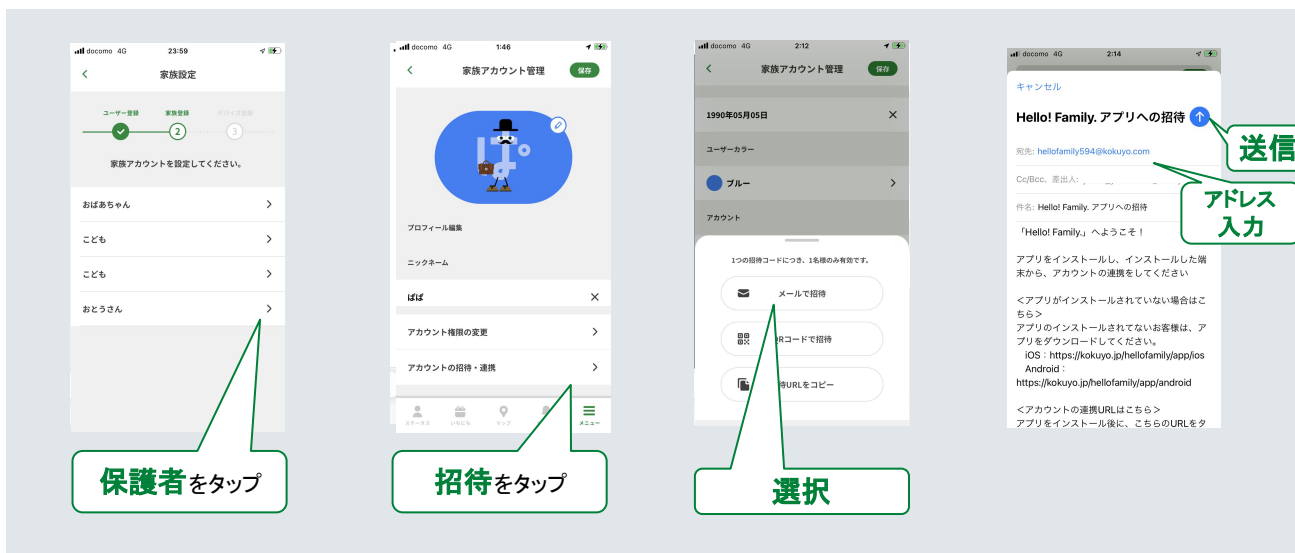 docomo 4G 23:59
家族設定
ユーザー登録 家族登録 デバイス登録
2 3
家族アカウントを設定してください。
おばあちゃん
こども
こども
おとうさん
保護者をタップ
docomo 4G 1:46
家族アカウント管理 保存
ぱ。
プロフィール編集
ニックネーム
ぱぱ
アカウント権限の変更
アカウントの招待・連携
ステータス いちにち マップ メニュー
招待をタップ
docomo 4G 2:12
家族アカウント管理 保存
1990年05月05日
ユーザーカラー
ブルー
アカウント
1つの招待コードにつき、1名様のみ有効です。
メールで招待
QRコードで招待
待URLをコピー
選択
docomo 4G 2:14
キャンセル
Hello! Family. アプリへの招待
送信
宛先: hellofamily594@kokuyo.com
Cc/Bcc、差出人:
アドレス
入力
件名: Hello! Family. アプリへの招待
「Hello! Family.」へようこそ！
アプリをインストールし、インストールした端
末から、アカウントの連携をしてください
＜アプリがインストールされていない場合はこ
ちら＞
アプリのインストールされてないお客様は、ア
プリをダウンロードしてください。
iOS：https://kokuyo.jp/hellofamily/app/ios
Android：
https://kokuyo.jp/hellofamily/app/android
＜アカウントの連携URLはこちら＞
アプリをインストール後に、こちらのURLをタ